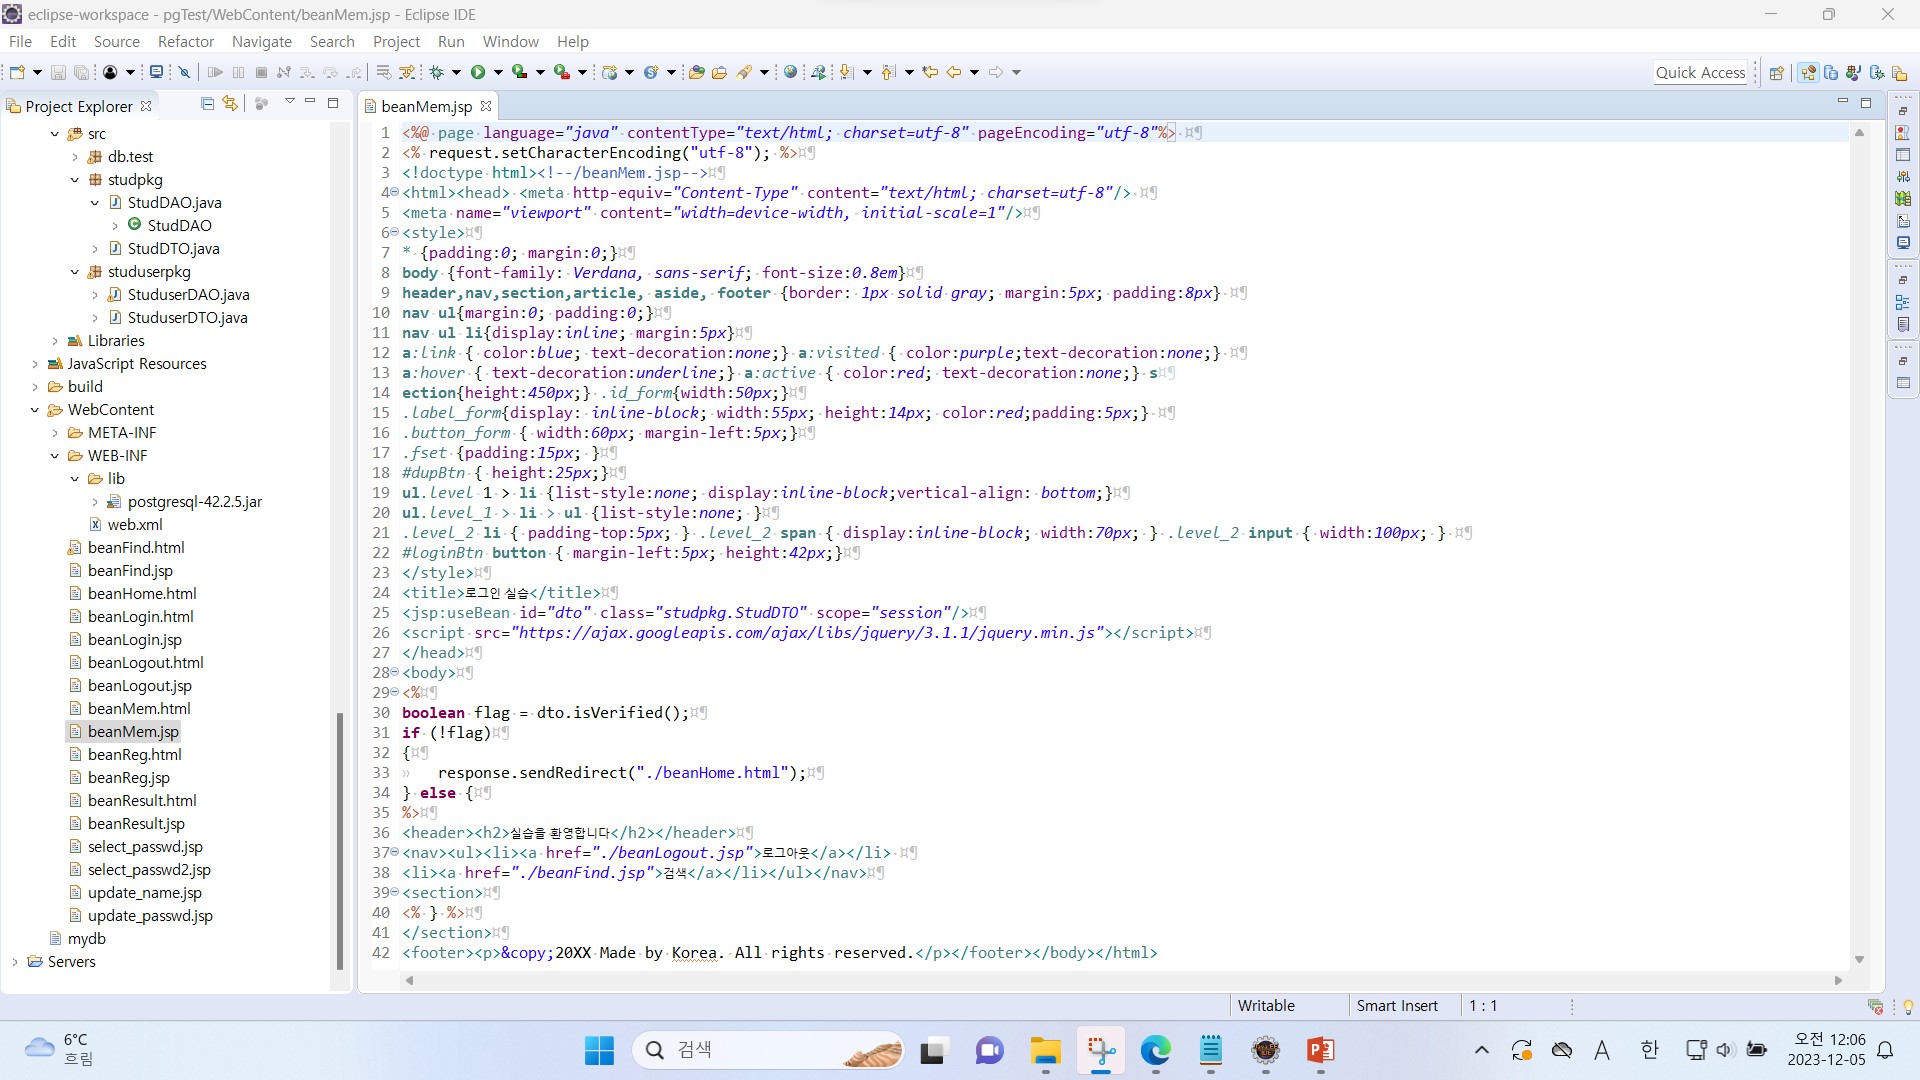 eclipse-workspace - pgTest/WebContent/beanMem.jsp - Eclipse IDE
File Edit Source Refactor Navigate Search Project Run Window Help
Quick Access
Project Explorer
beanMem.jsp
src
db.test
studpkg
StudDAO.java
StudDAO
StudDTO.java
studuserpkg
StuduserDAO.java
StuduserDTO.java
Libraries
JavaScript Resources
build
WebContent
META-INF
WEB-INF
lib
postgresql-42.2.5.jar
web.xml
beanFind.html
beanFind.jsp
beanHome.html
beanLogin.html
beanLogin.jsp
beanLogout.html
beanLogout.jsp
beanMem.html
beanMem.jsp
beanReg.html
beanReg.jsp
beanResult.html
beanResult.jsp
select_passwd.jsp
select_passwd2.jsp
update_name.jsp
update_passwd.jsp
mydb
Servers
1 <%@ page language="java" contentType="text/html; charset=utf-8" pageEncoding="utf-8"%>
2 <% request.setCharacterEncoding("utf-8"); %>
3 <!doctype html><!--/beanMem.jsp-->
4 <html><head> <meta http-equiv="Content-Type" content="text/html; charset=utf-8"/>
5 <meta name="viewport" content="width=device-width, initial-scale=1"/>
6 <style>
7 * {padding:0; margin:0;}
8 body {font-family: Verdana, sans-serif; font-size:0.8em}
9 header,nav,section,article, aside, footer {border: 1px solid gray; margin:5px; padding:8px}
10 nav ul{margin:0; padding:0;}
11 nav ul li{display:inline; margin:5px}
12 a:link { color:blue; text-decoration:none;} a:visited { color:purple;text-decoration:none;}
13 a:hover { text-decoration:underline;} a:active { color:red; text-decoration:none;} s
14 ection{height:450px;} .id_form{width:50px;}
15 .label_form{display: inline-block; width:55px; height:14px; color:red;padding:5px;}
16 .button_form { width:60px; margin-left:5px;}
17 .fset {padding:15px; }
18 #dupBtn { height:25px;}
19 ul.level 1 > li {list-style:none; display:inline-block;vertical-align: bottom;}
20 ul.level_1 > li > ul {list-style:none; }
21 .level_2 li { padding-top:5px; } .level_2 span { display:inline-block; width:70px; } .level_2 input { width:100px; }
22 #loginBtn button { margin-left:5px; height:42px;}
23 </style>
24 <title>로그인 실습</title>
25 <jsp:useBean id="dto" class="studpkg.StudDTO" scope="session"/>
26 <script src="https://ajax.googleapis.com/ajax/libs/jquery/3.1.1/jquery.min.js"></script>
27 </head>
28 <body>
29 <%
30 boolean flag = dto.isVerified();
31 if (!flag)
32 {
33 response.sendRedirect("./beanHome.html");
34 } else {
35 %>
36 <header><h2>실습을 환영합니다</h2></header>
37 <nav><ul><li><a href="./beanLogout.jsp">로그아웃</a></li>
38 <li><a href="./beanFind.jsp">검색</a></li></ul></nav>
39 <section>
40 <% } %>
41 </section>
42 <footer><p>&copy;20XX Made by Korea. All rights reserved.</p></footer></body></html>
Writable Smart Insert 1 : 1
6°C
흐림
검색
A 한
오전 12:06
2023-12-05